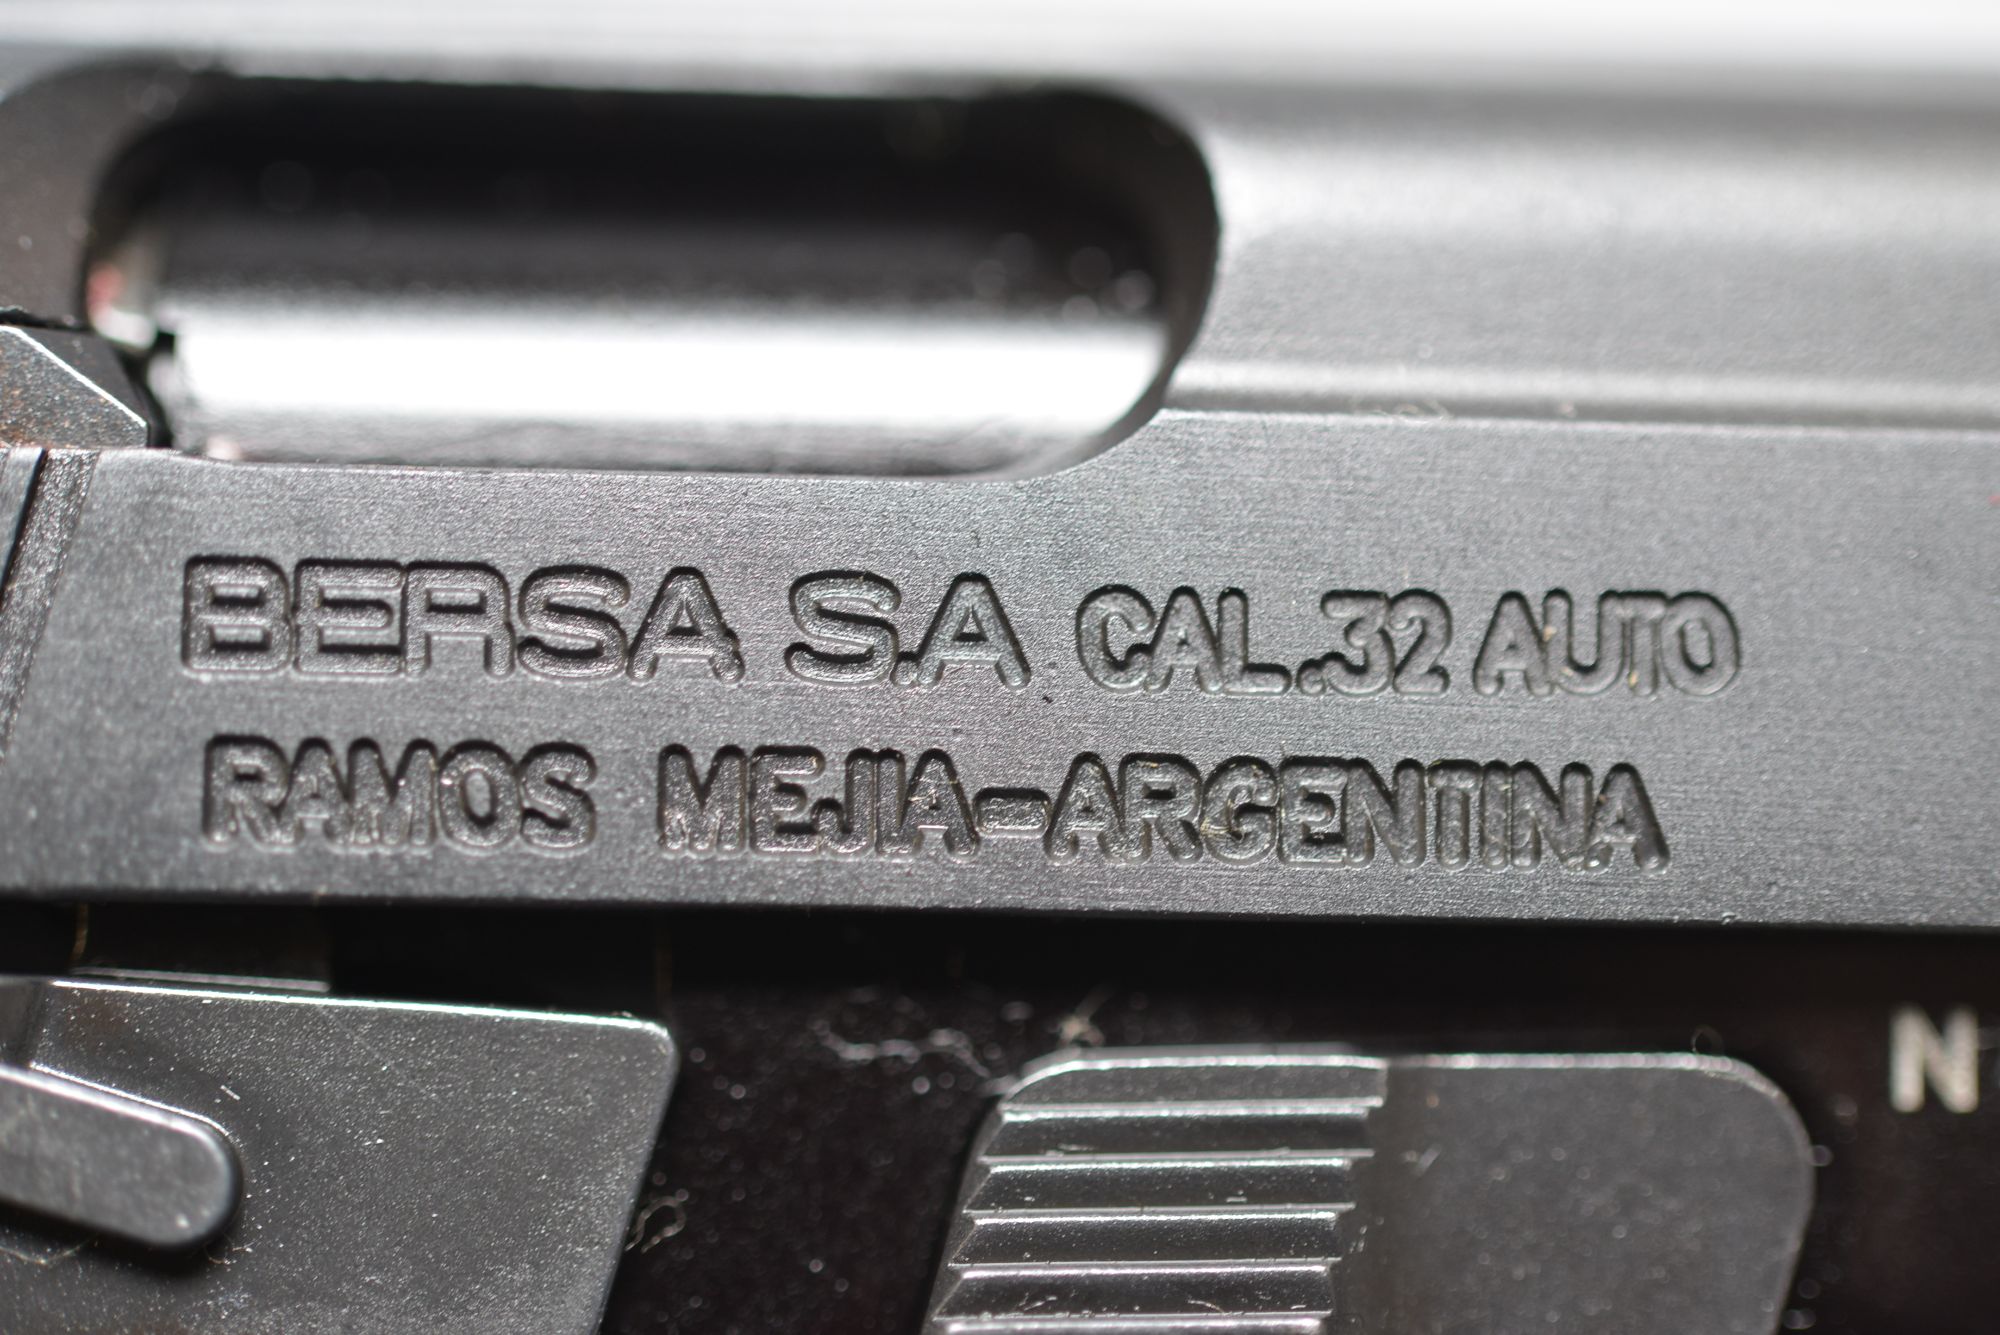 BERSA S.A CAL.32 AUTO
RAMOS MEJIA-ARGENTINA
N